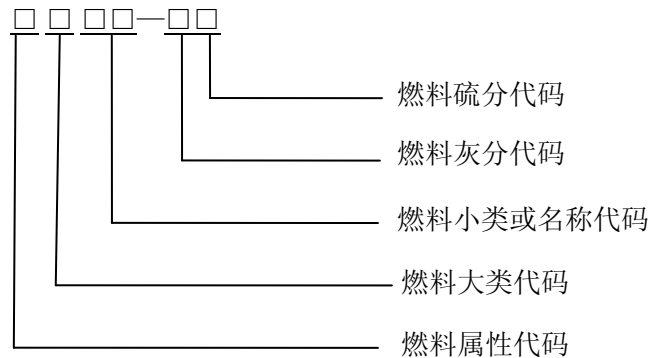 □ □ □□—□□
燃料硫分代码
燃料灰分代码
燃料小类或名称代码
燃料大类代码
燃料属性代码